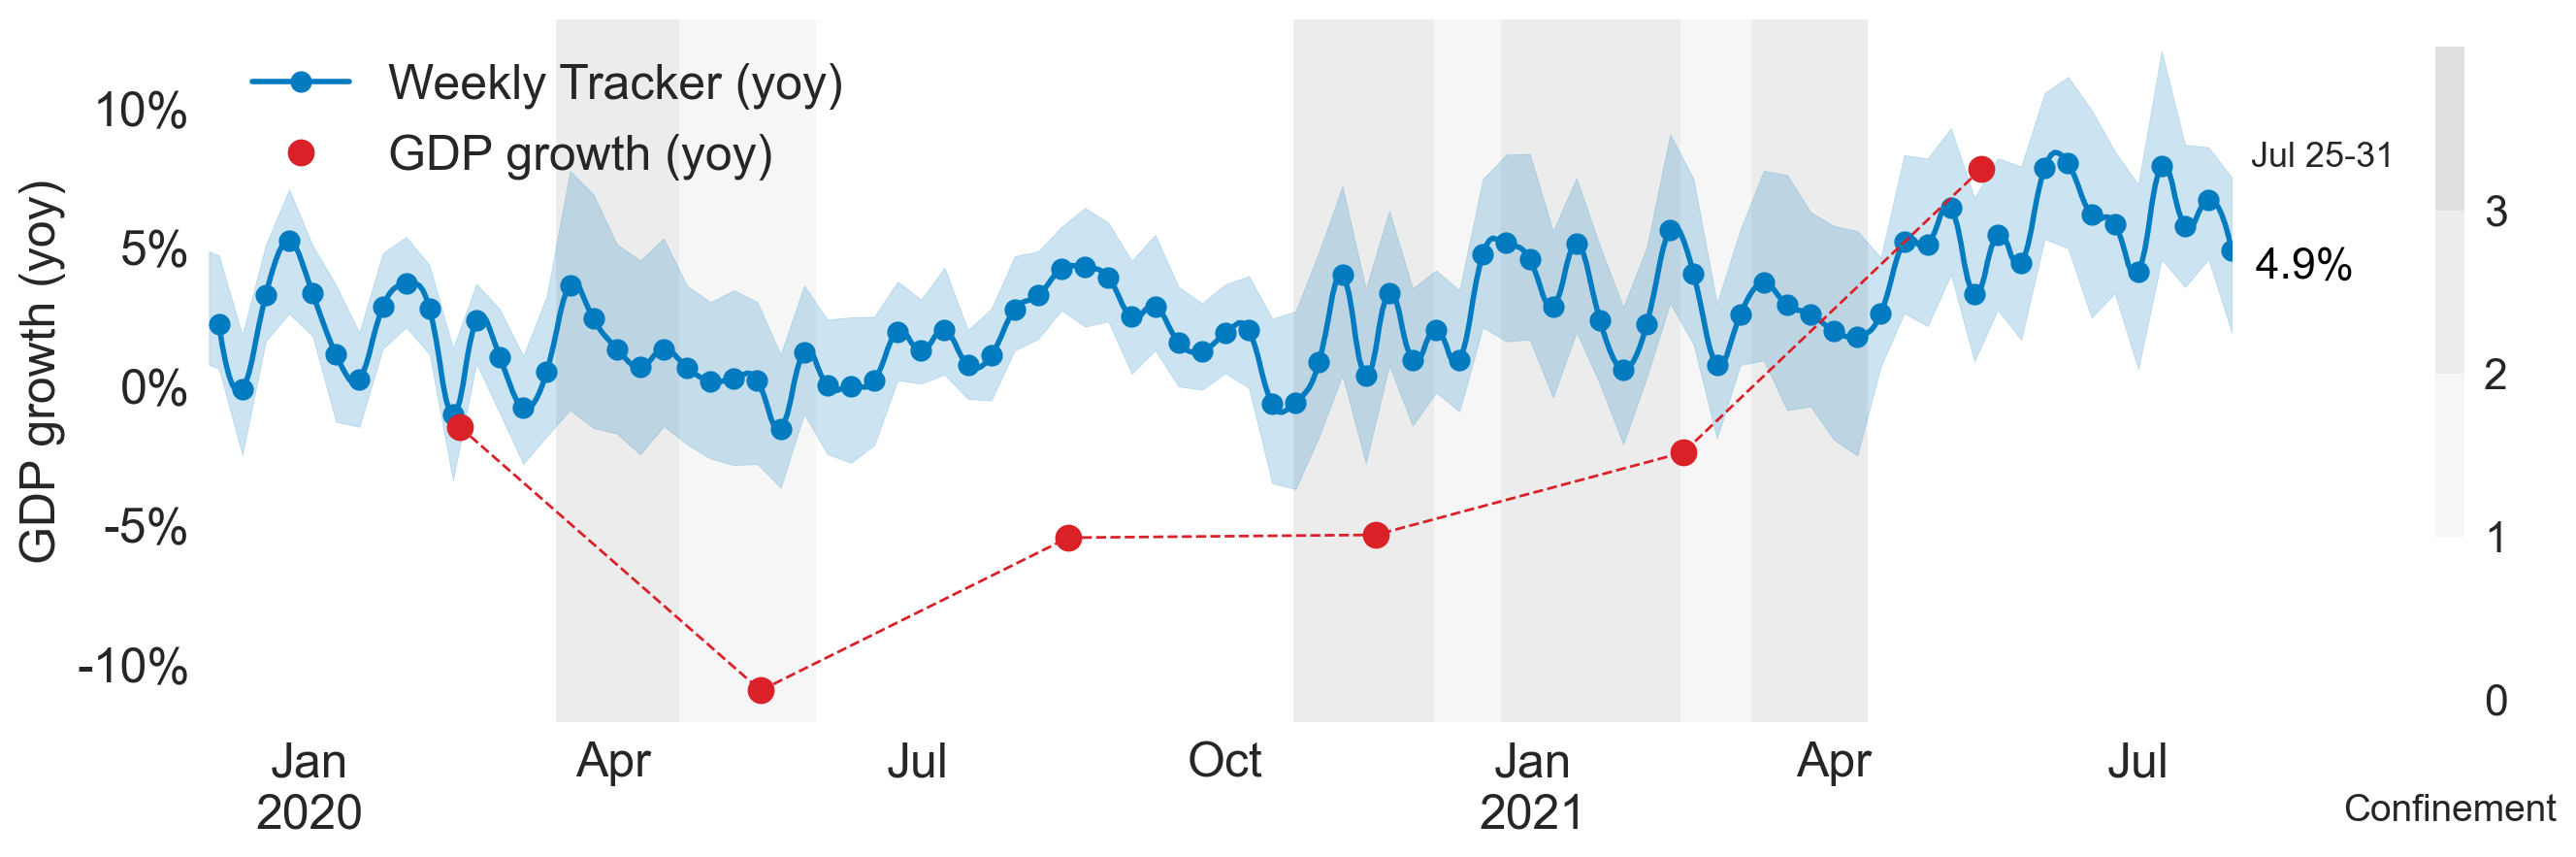 Weekly Tracker (yoy)
GDP growth (yoy)
GDP growth (yoy)
10%
5%
0%
-5%
-10%
Jan
2020
Apr
Jul
Oct
Jan
2021
Apr
Jul
Jul 25-31
4.9%
3
2
1
0
Confinement